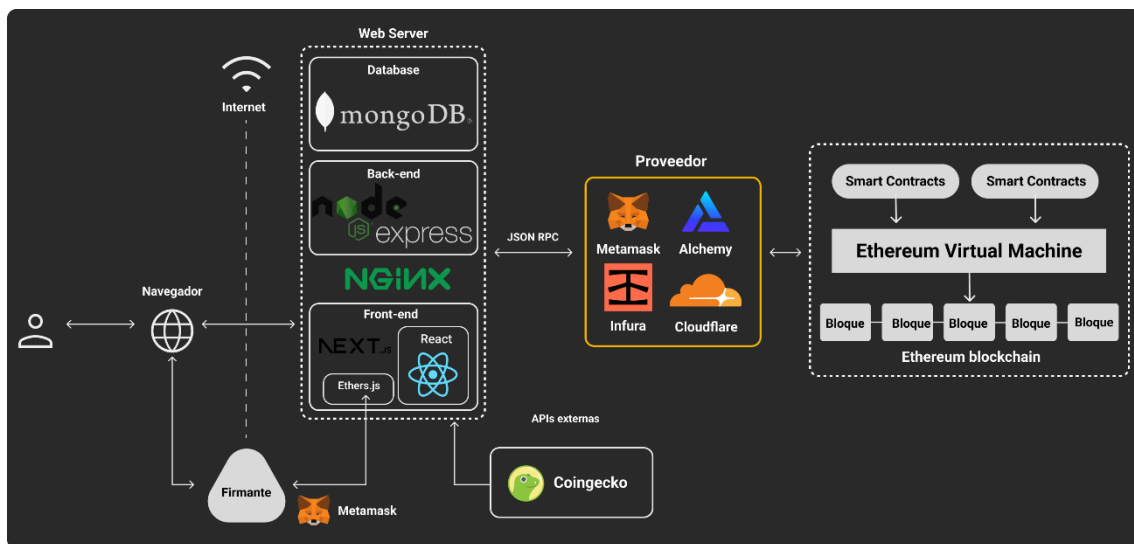 Web Server
Internet
Database
mongoDB
Back-end
node
JS
express
NGiNX
Front-end
NEXT.JS
React
Ethers.js
Navegador
Firmante
Metamask
JSON RPC
Proveedor
Metamask
Alchemy
Infura
Cloudflare
APIs externas
Coingecko
Smart Contracts
Smart Contracts
Ethereum Virtual Machine
Bloque
Bloque
Bloque
Bloque
Bloque
Ethereum blockchain